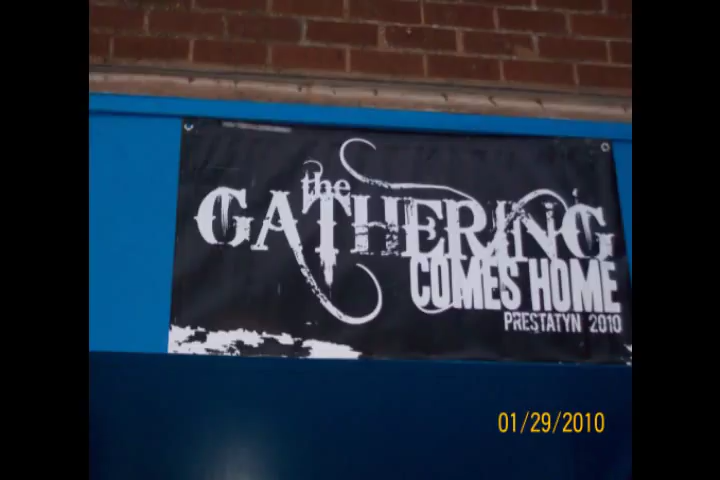 the
GATHERING
COMES HOME
PRESTATYN 2010
01/29/2010